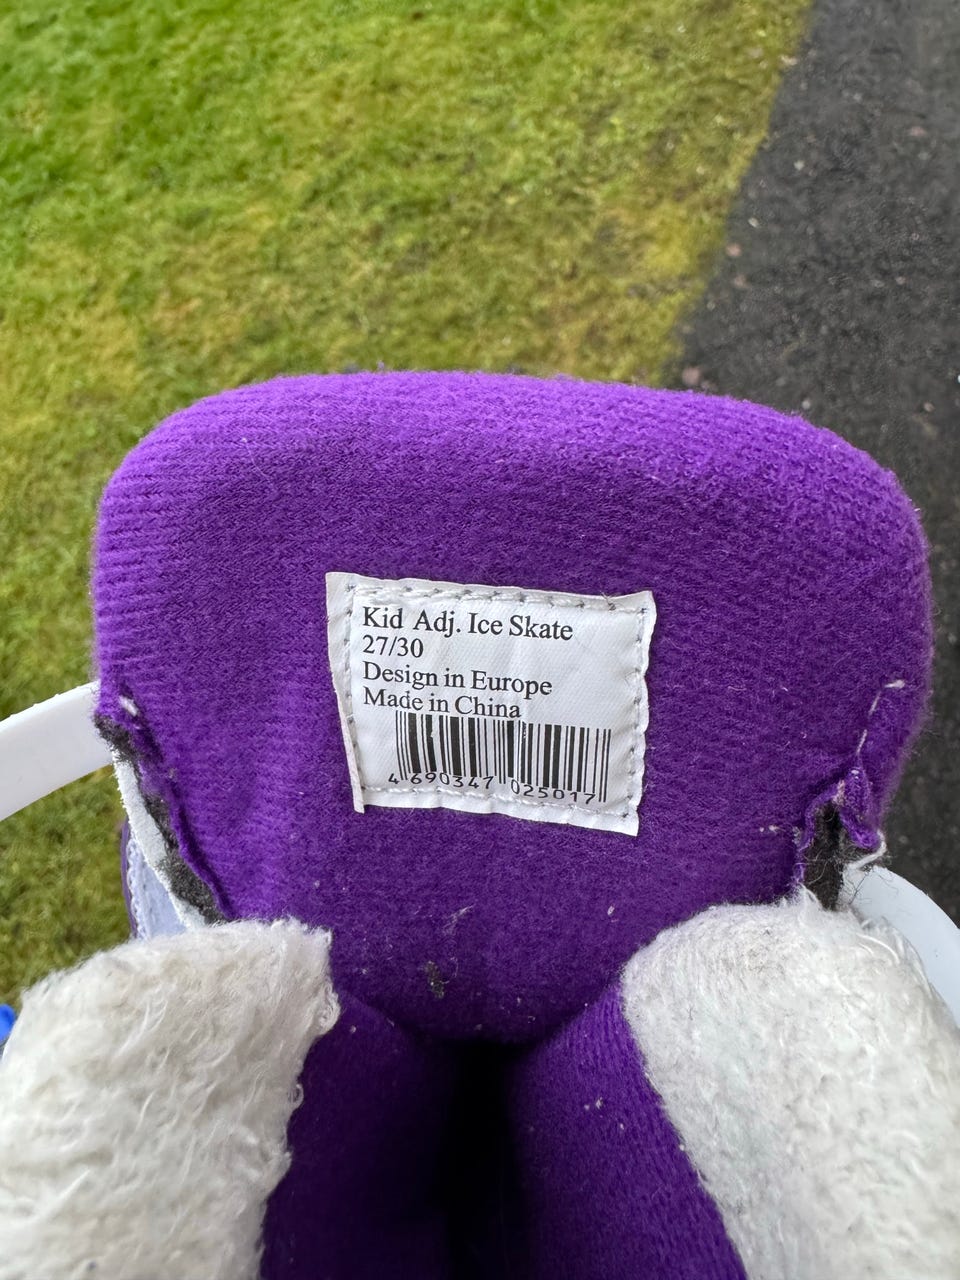 Kid Adj. Ice Skate
27/30
Design in Europe
Made in China
4 690347 025017